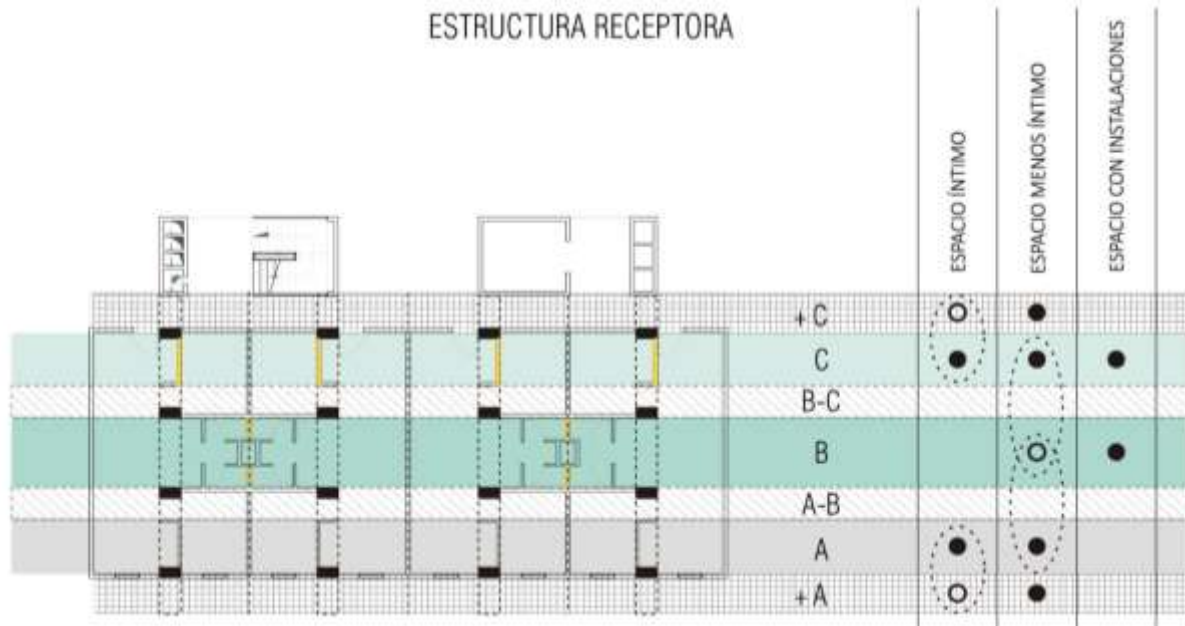 ESTRUCTURA RECEPTORA
ESPACIO ÍNTIMO
ESPACIO MENOS ÍNTIMO
ESPACIO CON INSTALACIONES
+ C
C
B-C
B
A-B
A
+ A